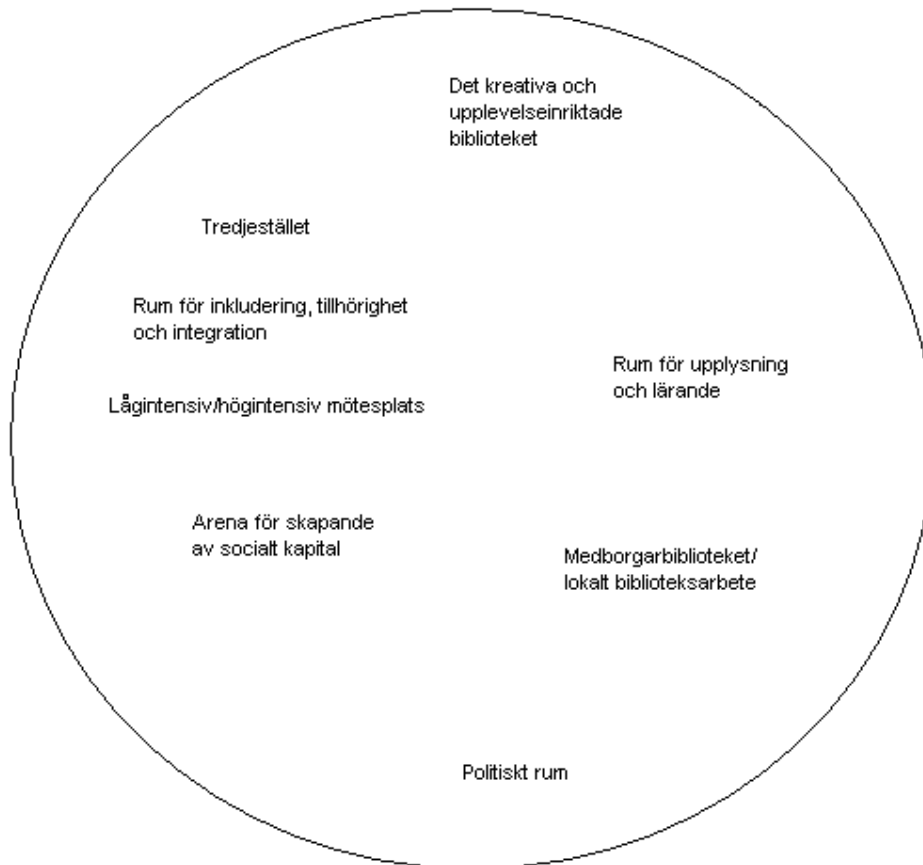 Det kreativa och
upplevseinriktade
biblioteket
Tredjestället
Rum för inkludering, tillhörighet
och integration
Rum för upplysning
och lärande
Lågintensiv/högintensiv mötesplats
Arena för skapande
av socialt kapital
Medborgarbiblioteket/
lokalt biblioteksarbete
Politiskt rum